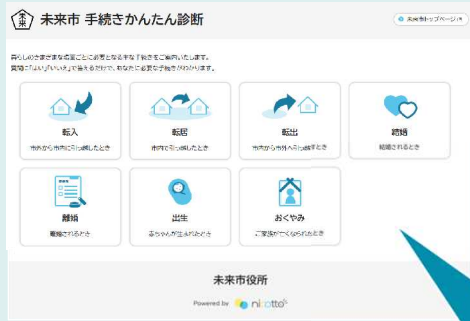 未来
未来市 手続きかんたん診断
未来市トップページ
暮らしのさまざまな場面ごとに必要となる主な手続きをご案内いたします。
質問に「はい」「いいえ」で答えるだけで、あなたに必要な手続きがわかります。
転入
市外から市内に引っ越したとき
転居
市内で引っ越したとき
転出
市内から市外へ引っ越すとき
結婚
結婚されるとき
離婚
離婚されるとき
出生
赤ちゃんが生まれたとき
おくやみ
ご家族が亡くなられたとき
未来市役所
Powered by